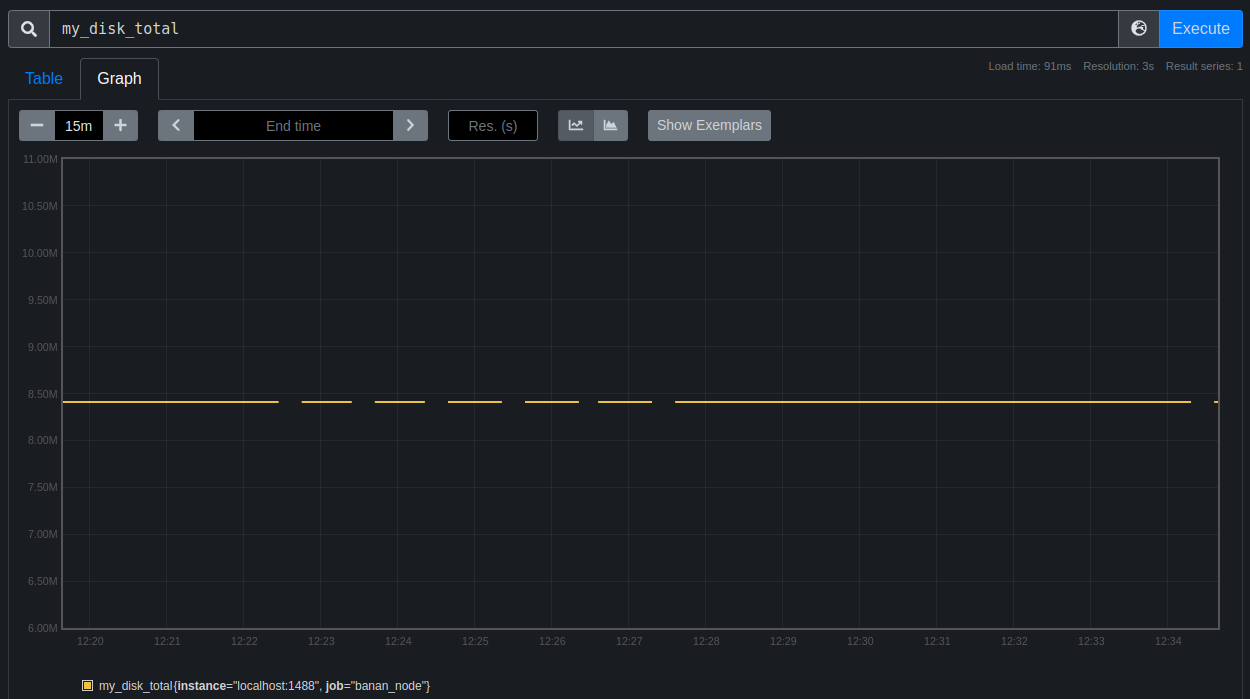 my_disk_total Execute
Table Graph Load time: 91ms Resolution: 3s Result series: 1
15m End time Res. (s) Show Exemplars
11.00M
10.50M
10.00M
9.50M
9.00M
8.50M
8.00M
7.50M
7.00M
6.50M
6.00M
12:20 12:21 12:22 12:23 12:24 12:25 12:26 12:27 12:28 12:29 12:30 12:31 12:32 12:33 12:34
my_disk_total{instance="localhost:1488", job="banan_node"}